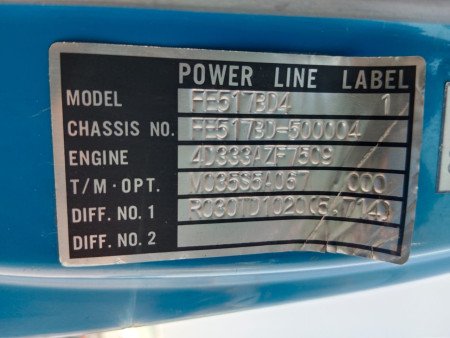 POWER LINE LABEL
MODEL FE517BD4 1
CHASSIS NO. FE517BD-500004
ENGINE
T/M·OPT. 000
DIFF. NO. 1
DIFF. NO. 2